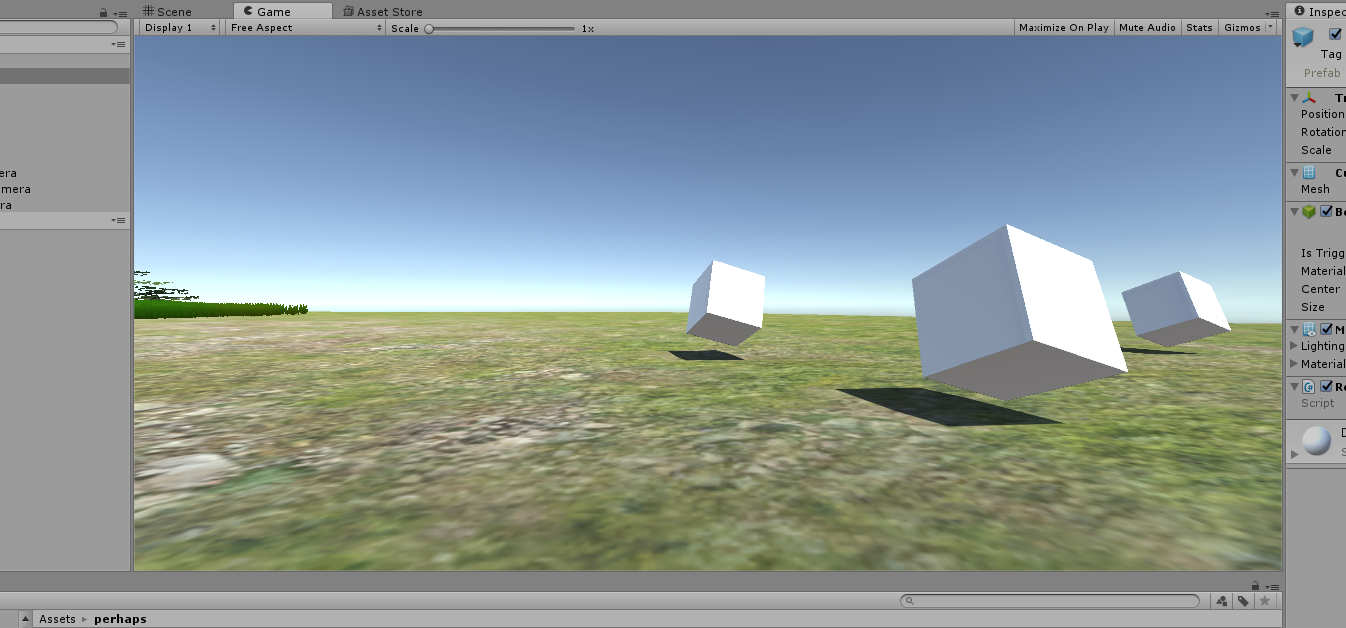 Scene Game Asset Store
Display 1 Free Aspect Scale 1x Maximize On Play Mute Audio Stats Gizmos
era
mera
ra
Inspec
Tag
Prefab
Tr
Position
Rotation
Scale
Cu
Mesh
Bo
Is Trigg
Material
Center
Size
M
Lighting
Material
Ro
Script
Assets perhaps